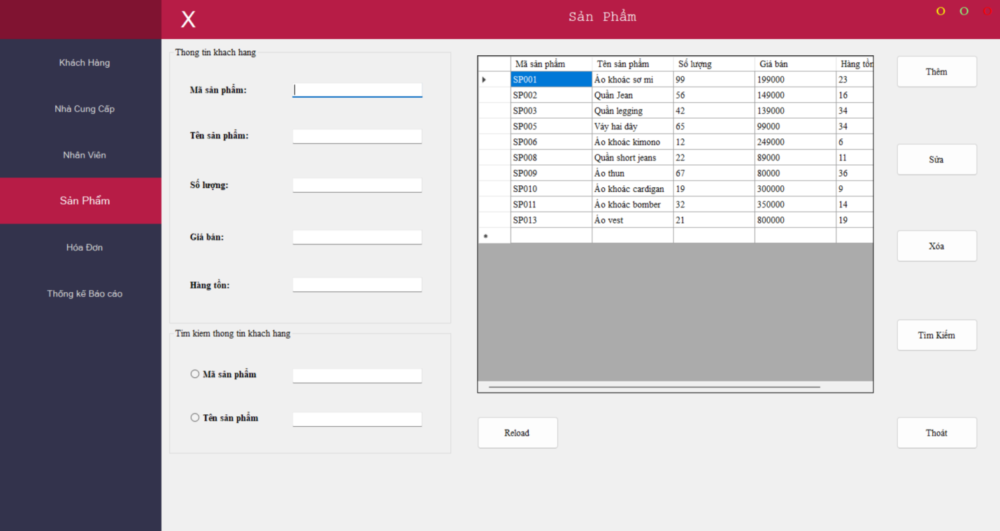 X
Sản Phẩm
O O O
Khách Hàng
Nhà Cung Cấp
Nhân Viên
Sản Phẩm
Hóa Đơn
Thống kê Báo cáo
Thong tin khach hang
Mã sản phẩm:
Tên sản phẩm:
Số lượng:
Giá bán:
Hàng tồn:
Tim kiem thong tin khach hang
Mã sản phẩm
Tên sản phẩm
Mã sản phẩm Tên sản phẩm Số lượng Giá bán Hàng tồn
SP001 Áo khoác sơ mi 99 199000 23
SP002 Quần Jean 56 149000 16
SP003 Quần legging 42 139000 34
SP005 Váy hai dây 65 99000 34
SP006 Áo khoác kimono 12 249000 6
SP008 Quần short jeans 22 89000 11
SP009 Áo thun 67 80000 36
SP010 Áo khoác cardigan 19 300000 9
SP011 Áo khoác bomber 32 350000 14
SP013 Áo vest 21 800000 19
Reload
Thêm
Sửa
Xóa
Tìm Kiếm
Thoát